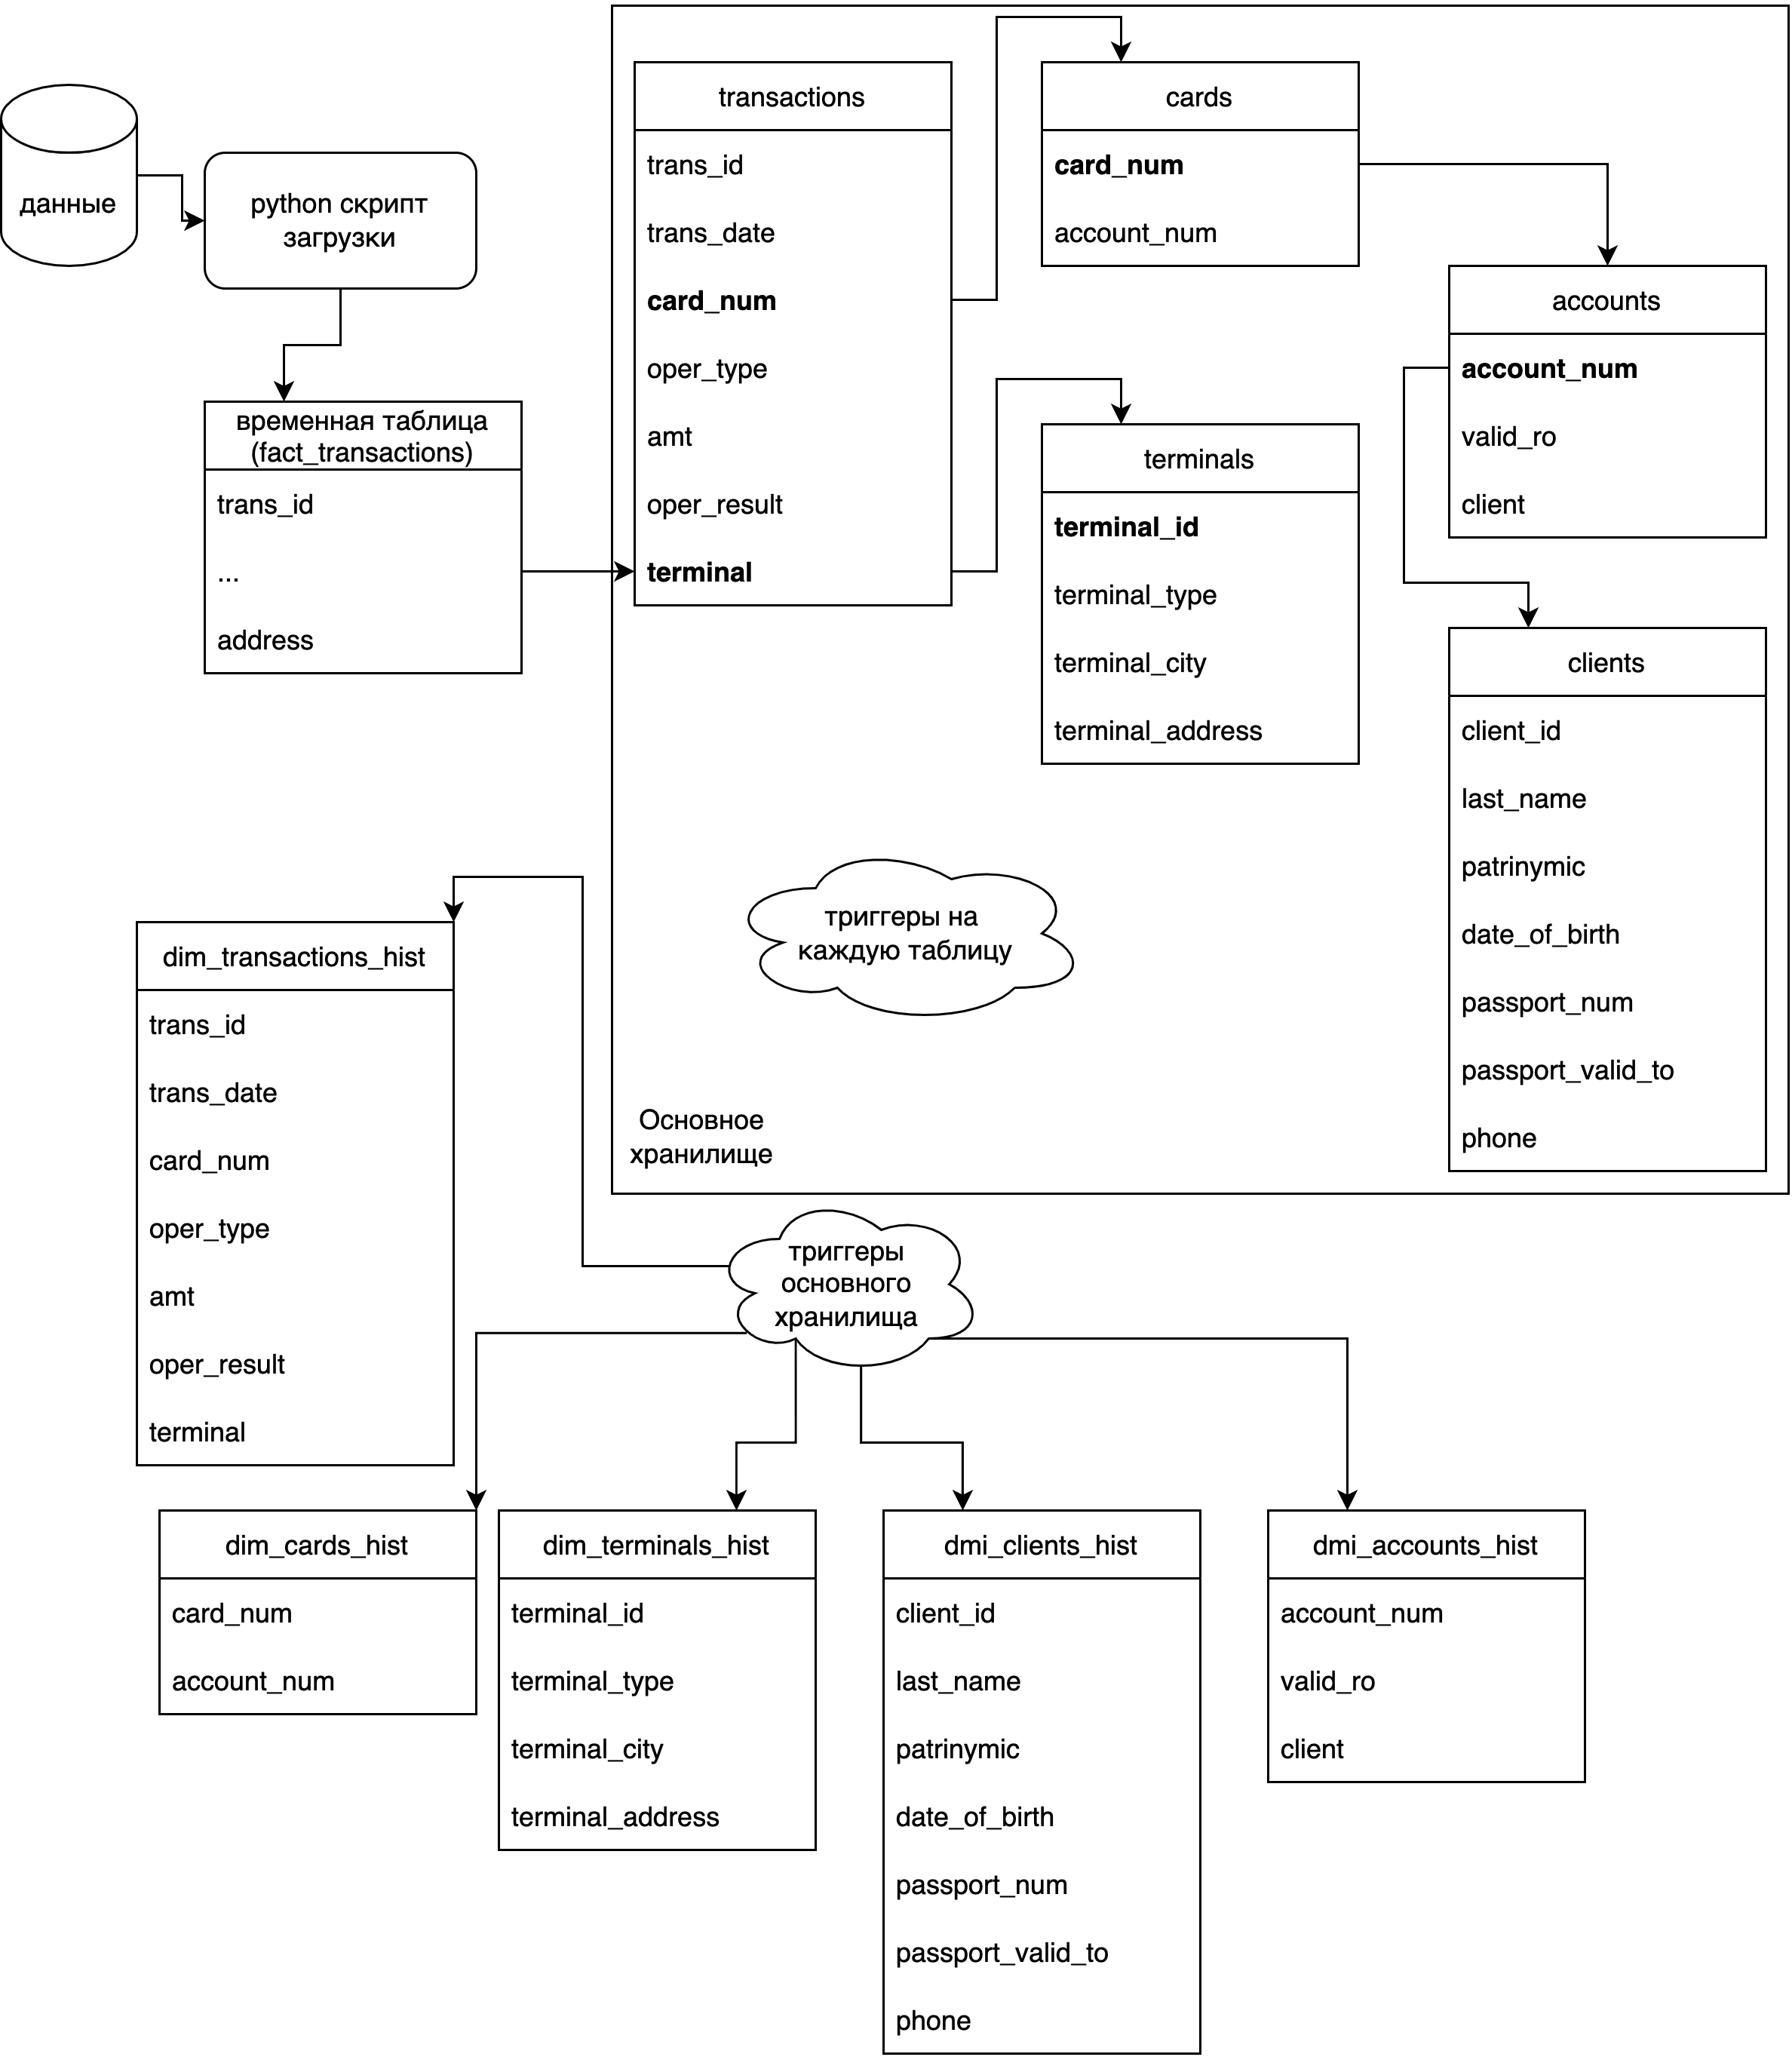 данные
python скрипт
загрузки
временная таблица
(fact_transactions)
trans_id
...
address
transactions
trans_id
trans_date
card_num
oper_type
amt
oper_result
terminal
cards
card_num
account_num
terminals
terminal_id
terminal_type
terminal_city
terminal_address
accounts
account_num
valid_ro
client
clients
client_id
last_name
patrinymic
date_of_birth
passport_num
passport_valid_to
phone
триггеры на
каждую таблицу
Основное
хранилище
триггеры
основного
хранилища
dim_transactions_hist
trans_id
trans_date
card_num
oper_type
amt
oper_result
terminal
dim_cards_hist
card_num
account_num
dim_terminals_hist
terminal_id
terminal_type
terminal_city
terminal_address
dmi_clients_hist
client_id
last_name
patrinymic
date_of_birth
passport_num
passport_valid_to
phone
dmi_accounts_hist
account_num
valid_ro
client